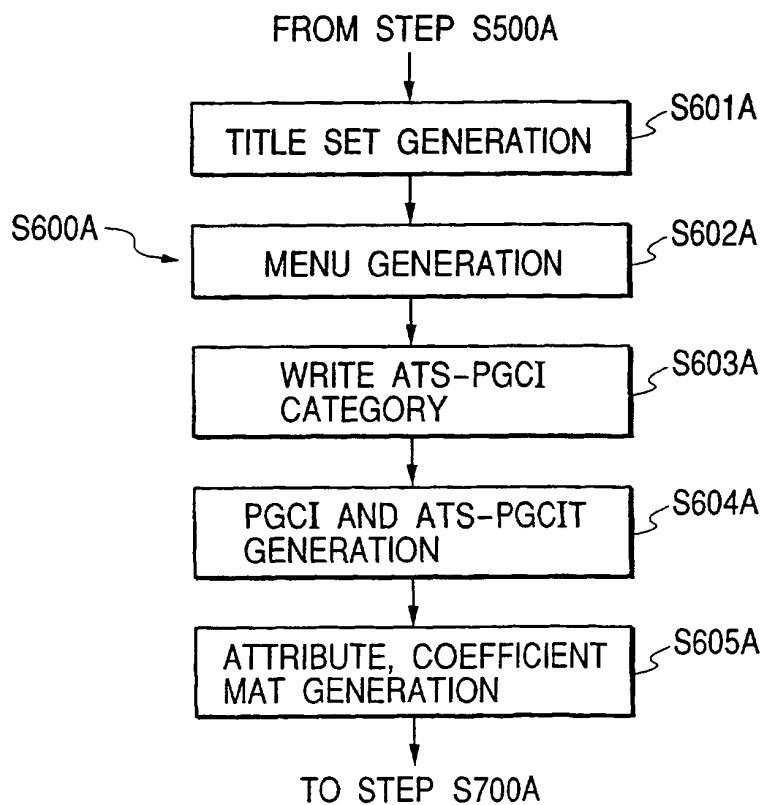 FROM STEP S500A
S601A
TITLE SET GENERATION
S600A
S602A
MENU GENERATION
S603A
WRITE ATS-PGCI
CATEGORY
S604A
PGCI AND ATS-PGCIT
GENERATION
S605A
ATTRIBUTE, COEFFICIENT
MAT GENERATION
TO STEP S700A